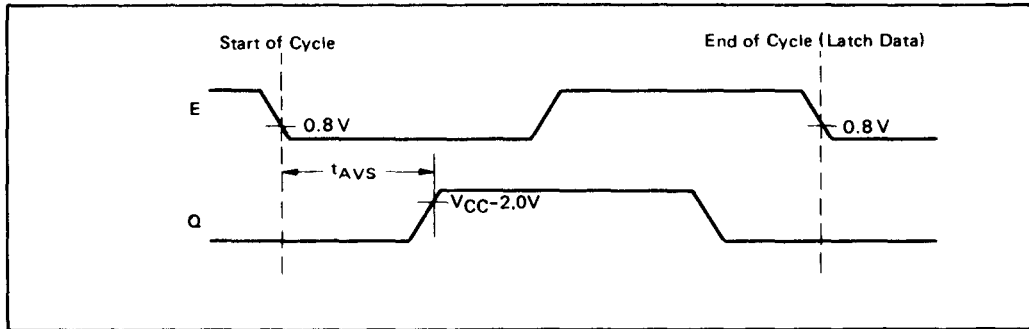 Start of Cycle
End of Cycle (Latch Data)
E
0.8 V
0.8 V
tAVS
VCC-2.0V
Q